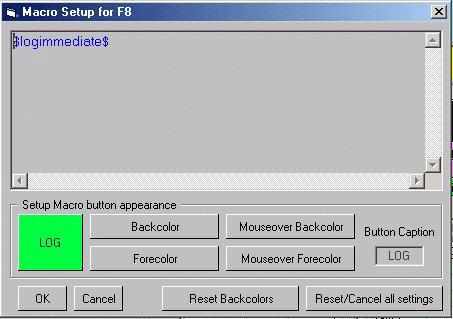 Macro Setup for F8
$logimmediate$
Setup Macro button appearance
LOG
Backcolor
Mouseover Backcolor
Button Caption
Forecolor
Mouseover Forecolor
LOG
OK
Cancel
Reset Backcolors
Reset/Cancel all settings